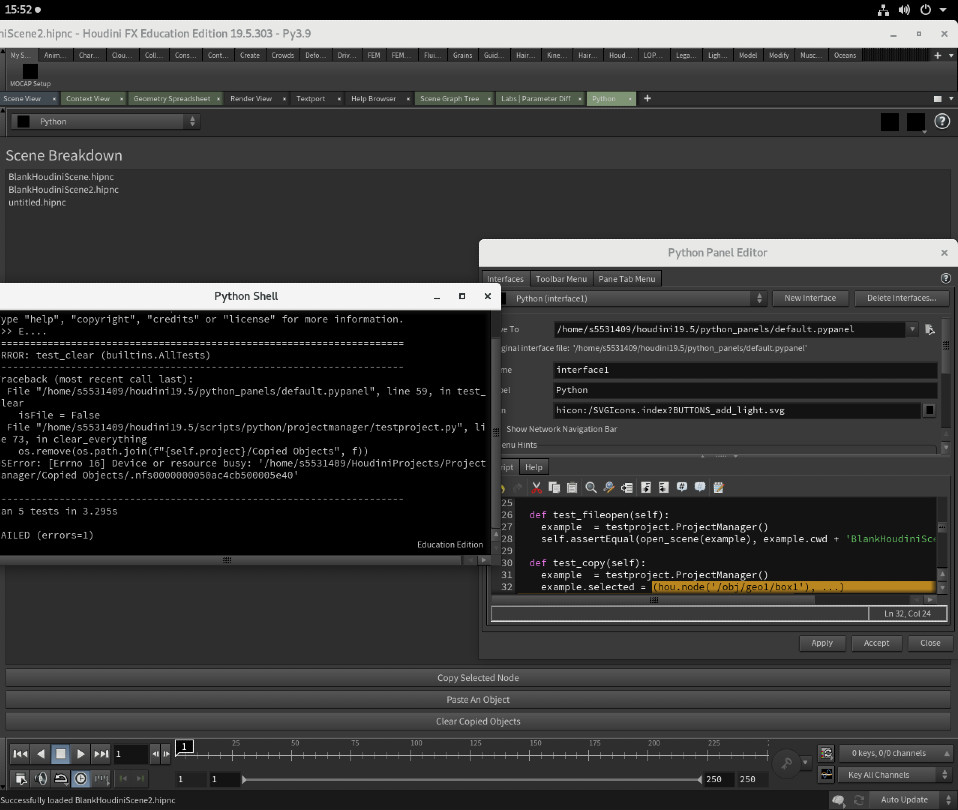 15:52
niScene2.hipnc - Houdini FX Education Edition 19.5.303 - Py3.9
My S... Anim... Char... Clou... Coll... Cons... Cont... Create Crowds Defo... Driv... FEM FEM... Flui... Grains Guid... Hair... Kine... Hair... Houd... LOP... Lega... Ligh... Model Modify Musc... Oceans
MOCAP Setup
Scene View Context View Geometry Spreadsheet Render View Textport Help Browser Scene Graph Tree Labs | Parameter Diff Python
Python
Scene Breakdown
BlankHoudiniScene.hipnc
BlankHoudiniScene2.hipnc
untitled.hipnc
Python Panel Editor
Interfaces Toolbar Menu Pane Tab Menu
Python (interface1) New Interface Delete Interfaces...
ve To /home/s5531409/houdini19.5/python_panels/default.pypanel
ginal interface file: "/home/s5531409/houdini19.5/python_panels/default.pypanel"
me interface1
el Python
n hicon:/SVGIcons.index?BUTTONS_add_light.svg
Show Network Navigation Bar
enu Hints
ript Help
25
26 def test_fileopen(self):
27 example = testproject.ProjectManager()
28 self.assertEqual(open_scene(example), example.cwd + 'BlankHoudiniSce
29
30 def test_copy(self):
31 example = testproject.ProjectManager()
32 example.selected = (hou.node('/obj/geo1/box1'), ...)
Ln 32, Col 24
Apply Accept Close
Python Shell
ype "help", "copyright", "credits" or "license" for more information.
>> E....
======================================================================
RROR: test_clear (builtins.AllTests)
----------------------------------------------------------------------
raceback (most recent call last):
File "/home/s5531409/houdini19.5/python_panels/default.pypanel", line 59, in test_
lear
isFile = False
File "/home/s5531409/houdini19.5/scripts/python/projectmanager/testproject.py", li
e 73, in clear_everything
os.remove(os.path.join(f"{self.project}/Copied Objects", f))
SError: [Errno 16] Device or resource busy: '/home/s5531409/HoudiniProjects/Project
anager/Copied Objects/.nfs0000000050ac4cb500005e40'
----------------------------------------------------------------------
an 5 tests in 3.295s
AILED (errors=1)
Education Edition
Copy Selected Node
Paste An Object
Clear Copied Objects
1 1 25 50 75 100 125 150 175 200 225 2
0 keys, 0/0 channels
1 1 250 250
Key All Channels
Successfully loaded BlankHoudiniScene2.hipnc
Auto Update